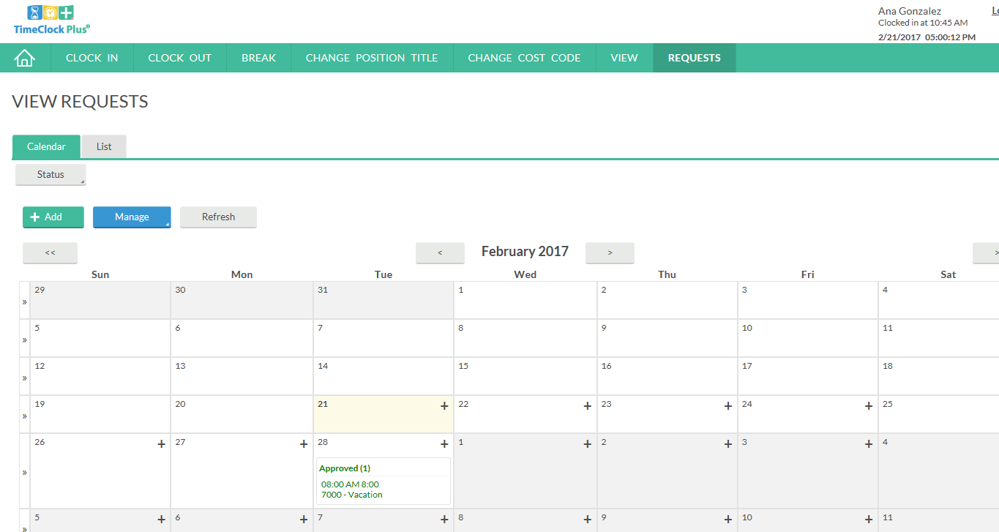 TimeClock Plus®
Ana Gonzalez
Clocked in at 10:45 AM
2/21/2017 05:00:12 PM
CLOCK IN CLOCK OUT BREAK CHANGE POSITION TITLE CHANGE COST CODE VIEW REQUESTS
VIEW REQUESTS
Calendar List
Status
+ Add Manage Refresh
<< < February 2017 > >
Sun Mon Tue Wed Thu Fri Sat
» 29 30 31 1 2 3 4
» 5 6 7 8 9 10 11
» 12 13 14 15 16 17 18
» 19 20 21 + 22 + 23 + 24 + 25
» 26 + 27 + 28 + 1 + 2 + 3 + 4
Approved (1)
08:00 AM 8:00
7000 - Vacation
» 5 + 6 + 7 + 8 + 9 + 10 + 11